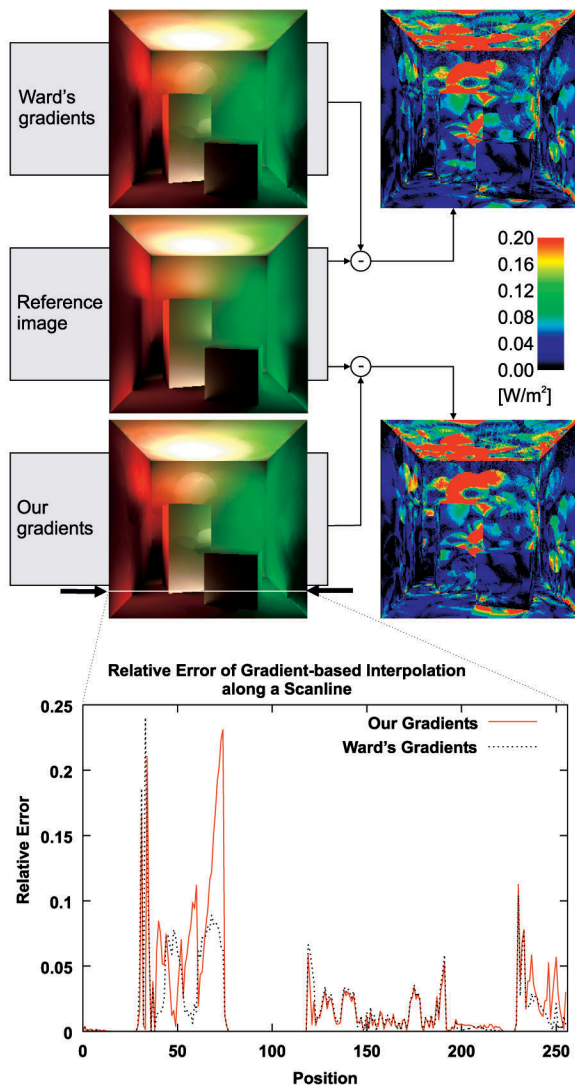 Ward's
gradients
Reference
image
-
0.20
0.16
0.12
0.08
0.04
0.00
[W/m²]
-
Our
gradients
Relative Error of Gradient-based Interpolation
along a Scanline
0.25
0.2
0.15
0.1
0.05
0
Relative Error
Our Gradients
Ward's Gradients
0
50
100
150
200
250
Position